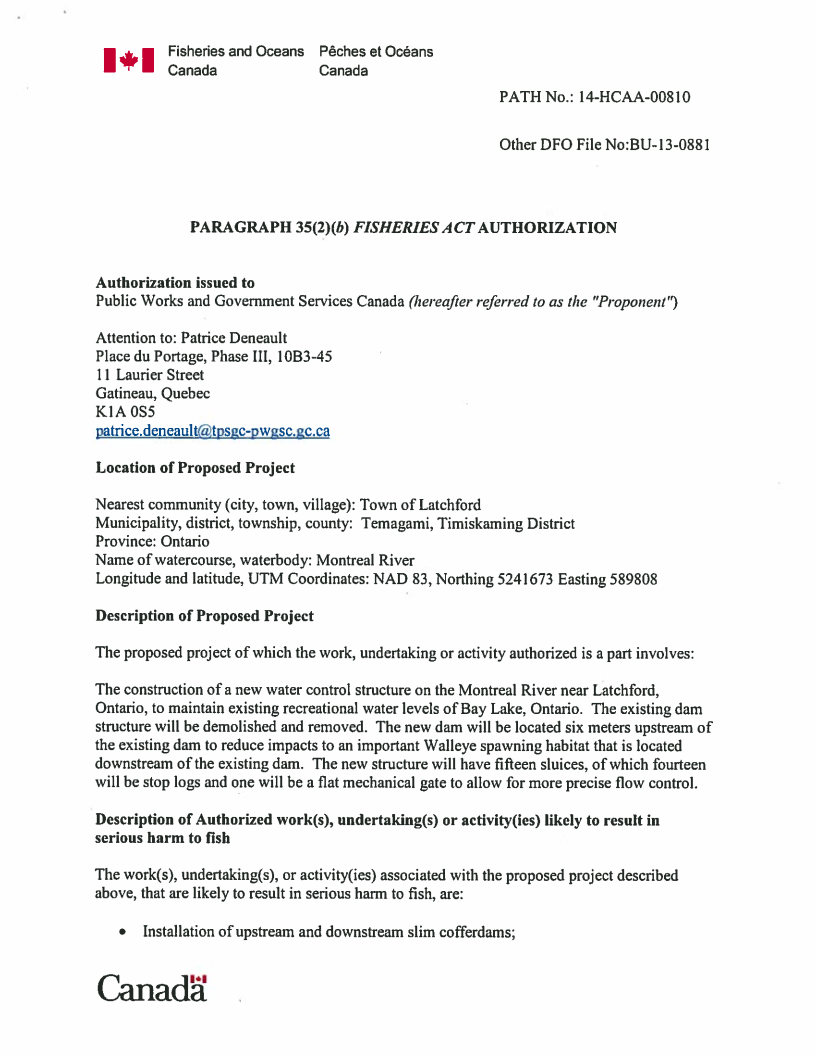 Fisheries and Oceans Pêches et Océans
Canada Canada
PATH No.: 14-HCAA-00810
Other DFO File No:BU-13-0881
PARAGRAPH 35(2)(b) FISHERIES ACT AUTHORIZATION
Authorization issued to
Public Works and Government Services Canada (hereafter referred to as the "Proponent")
Attention to: Patrice Deneault
Place du Portage, Phase III, 10B3-45
11 Laurier Street
Gatineau, Quebec
K1A 0S5
patrice.deneault@tpsgc-pwgsc.gc.ca
Location of Proposed Project
Nearest community (city, town, village): Town of Latchford
Municipality, district, township, county: Temagami, Timiskaming District
Province: Ontario
Name of watercourse, waterbody: Montreal River
Longitude and latitude, UTM Coordinates: NAD 83, Northing 5241673 Easting 589808
Description of Proposed Project
The proposed project of which the work, undertaking or activity authorized is a part involves:
The construction of a new water control structure on the Montreal River near Latchford,
Ontario, to maintain existing recreational water levels of Bay Lake, Ontario. The existing dam
structure will be demolished and removed. The new dam will be located six meters upstream of
the existing dam to reduce impacts to an important Walleye spawning habitat that is located
downstream of the existing dam. The new structure will have fifteen sluices, of which fourteen
will be stop logs and one will be a flat mechanical gate to allow for more precise flow control.
Description of Authorized work(s), undertaking(s) or activity(ies) likely to result in
serious harm to fish
The work(s), undertaking(s), or activity(ies) associated with the proposed project described
above, that are likely to result in serious harm to fish, are:
• Installation of upstream and downstream slim cofferdams;
Canada